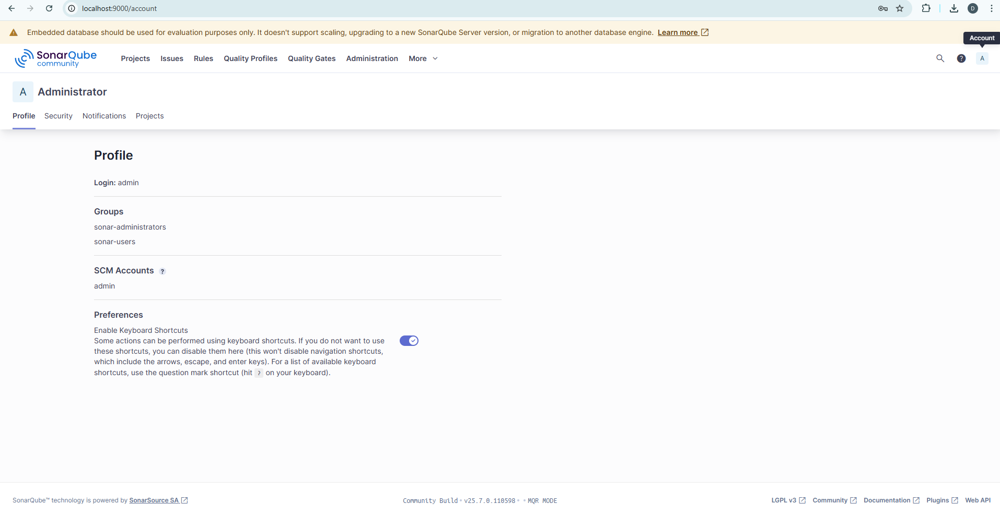 localhost:9000/account
D
Embedded database should be used for evaluation purposes only. It doesn't support scaling, upgrading to a new SonarQube Server version, or migration to another database engine. Learn more
Account
SonarQube community
Projects Issues Rules Quality Profiles Quality Gates Administration More
? A
A Administrator
Profile Security Notifications Projects
Profile
Login: admin
Groups
sonar-administrators
sonar-users
SCM Accounts ?
admin
Preferences
Enable Keyboard Shortcuts
Some actions can be performed using keyboard shortcuts. If you do not want to use
these shortcuts, you can disable them here (this won't disable navigation shortcuts,
which include the arrows, escape, and enter keys). For a list of available keyboard
shortcuts, use the question mark shortcut (hit ? on your keyboard).
SonarQube™ technology is powered by SonarSource SA
Community Build • v25.7.0.110598 • • MQR MODE
LGPL v3 Community Documentation Plugins Web API